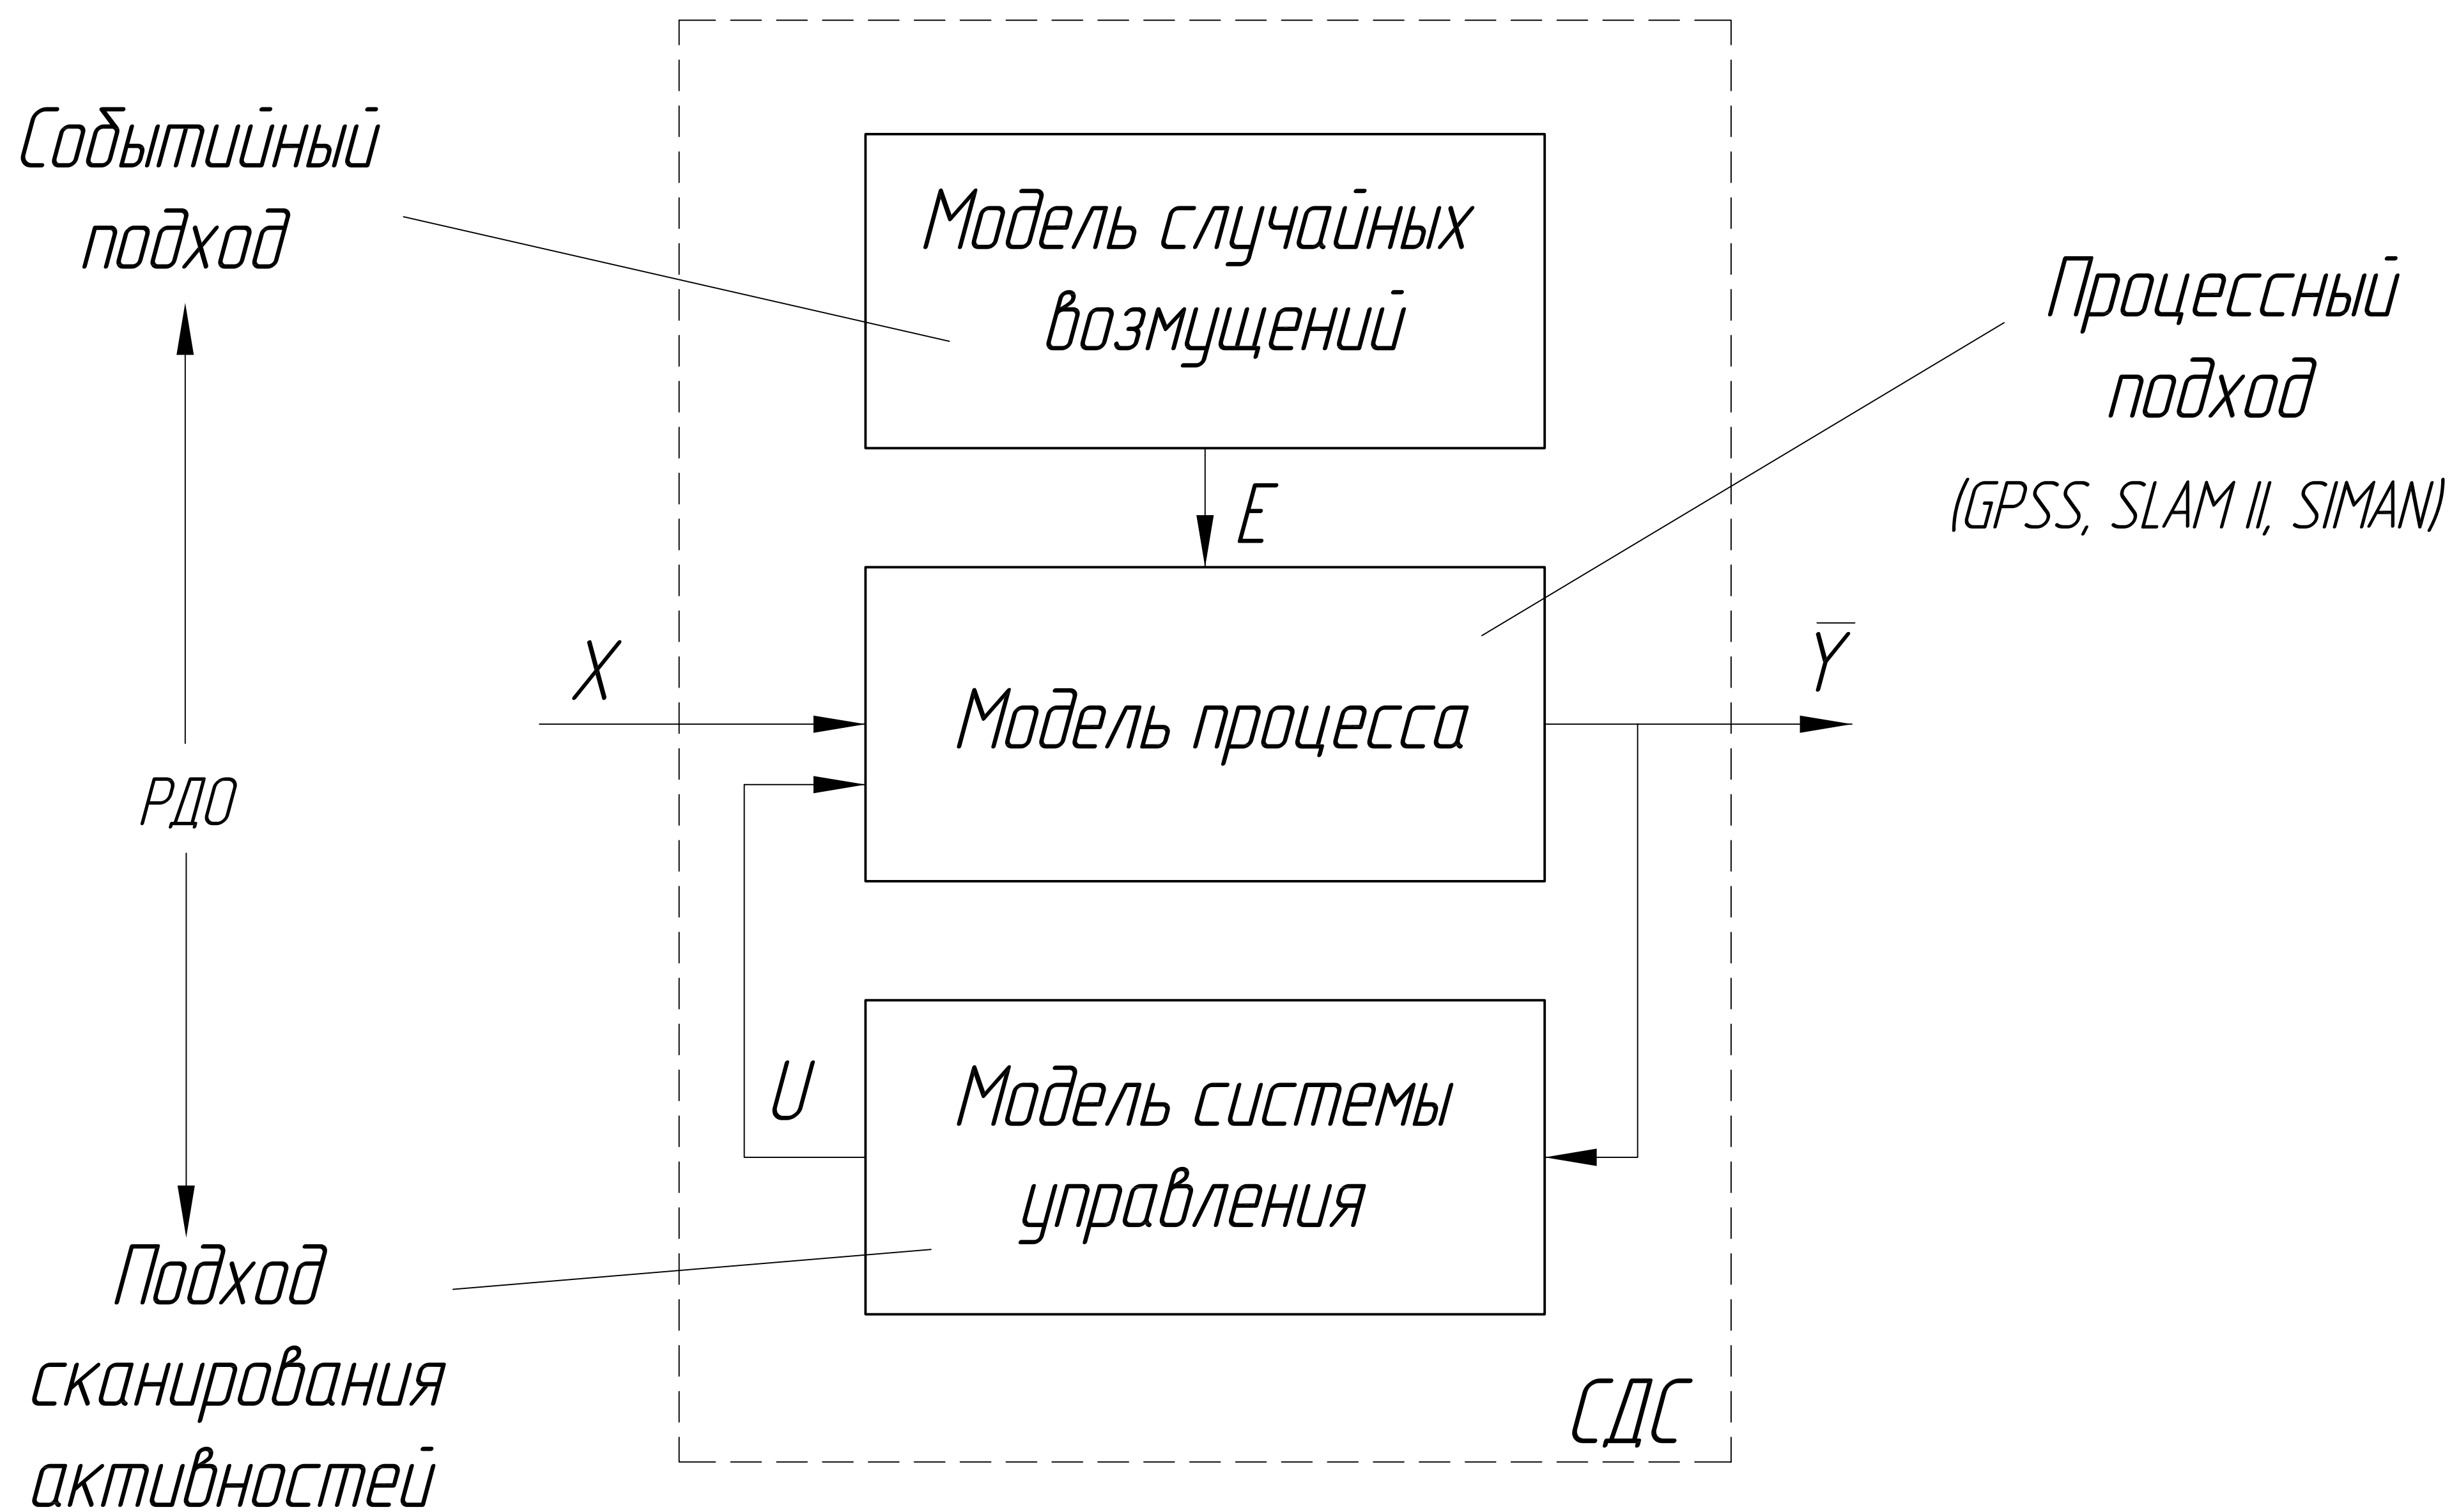 Событийный
подход
Модель случайных
возмущений
Процессный
подход
(GPSS, SLAM II, SIMAN)
E
X
Y
Модель процесса
РДО
U
Модель системы
управления
Подход
сканирования
активностей
СДС